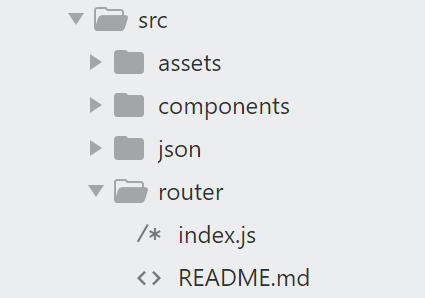 src
assets
components
json
router
/* index.js
<> README.md